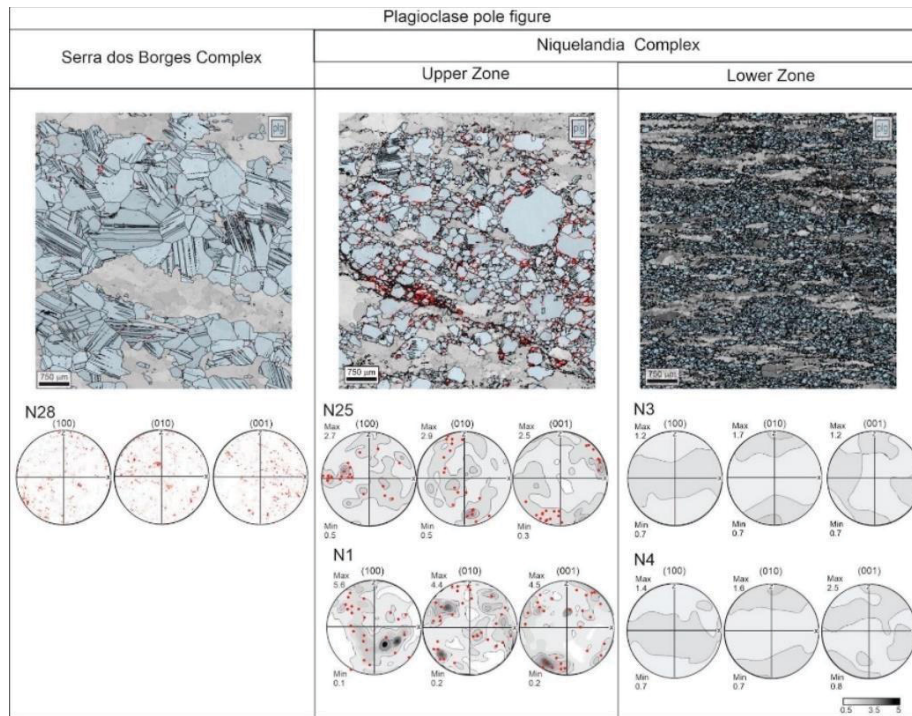 Plagioclase pole figure
Serra dos Borges Complex
Niquelandia Complex
Upper Zone
Lower Zone
plg
plg
plg
750 µm
750 µm
750 µm
N28
(100) (010) (001)
X
X
X
N25
(100) (010) (001)
Max 2.7
Max 2.9
Max 2.5
Min 0.5
Min 0.5
Min 0.3
N1
(100) (010) (001)
Max 5.6
Max 4.4
Max 4.5
Min 0.1
Min 0.2
Min 0.2
N3
(100) (010) (001)
Max 1.2
Max 1.7
Max 1.2
Min 0.7
Min 0.7
Min 0.7
N4
(100) (010) (001)
Max 1.4
Max 1.6
Max 2.5
Min 0.7
Min 0.7
Min 0.8
0.5 3.5 5